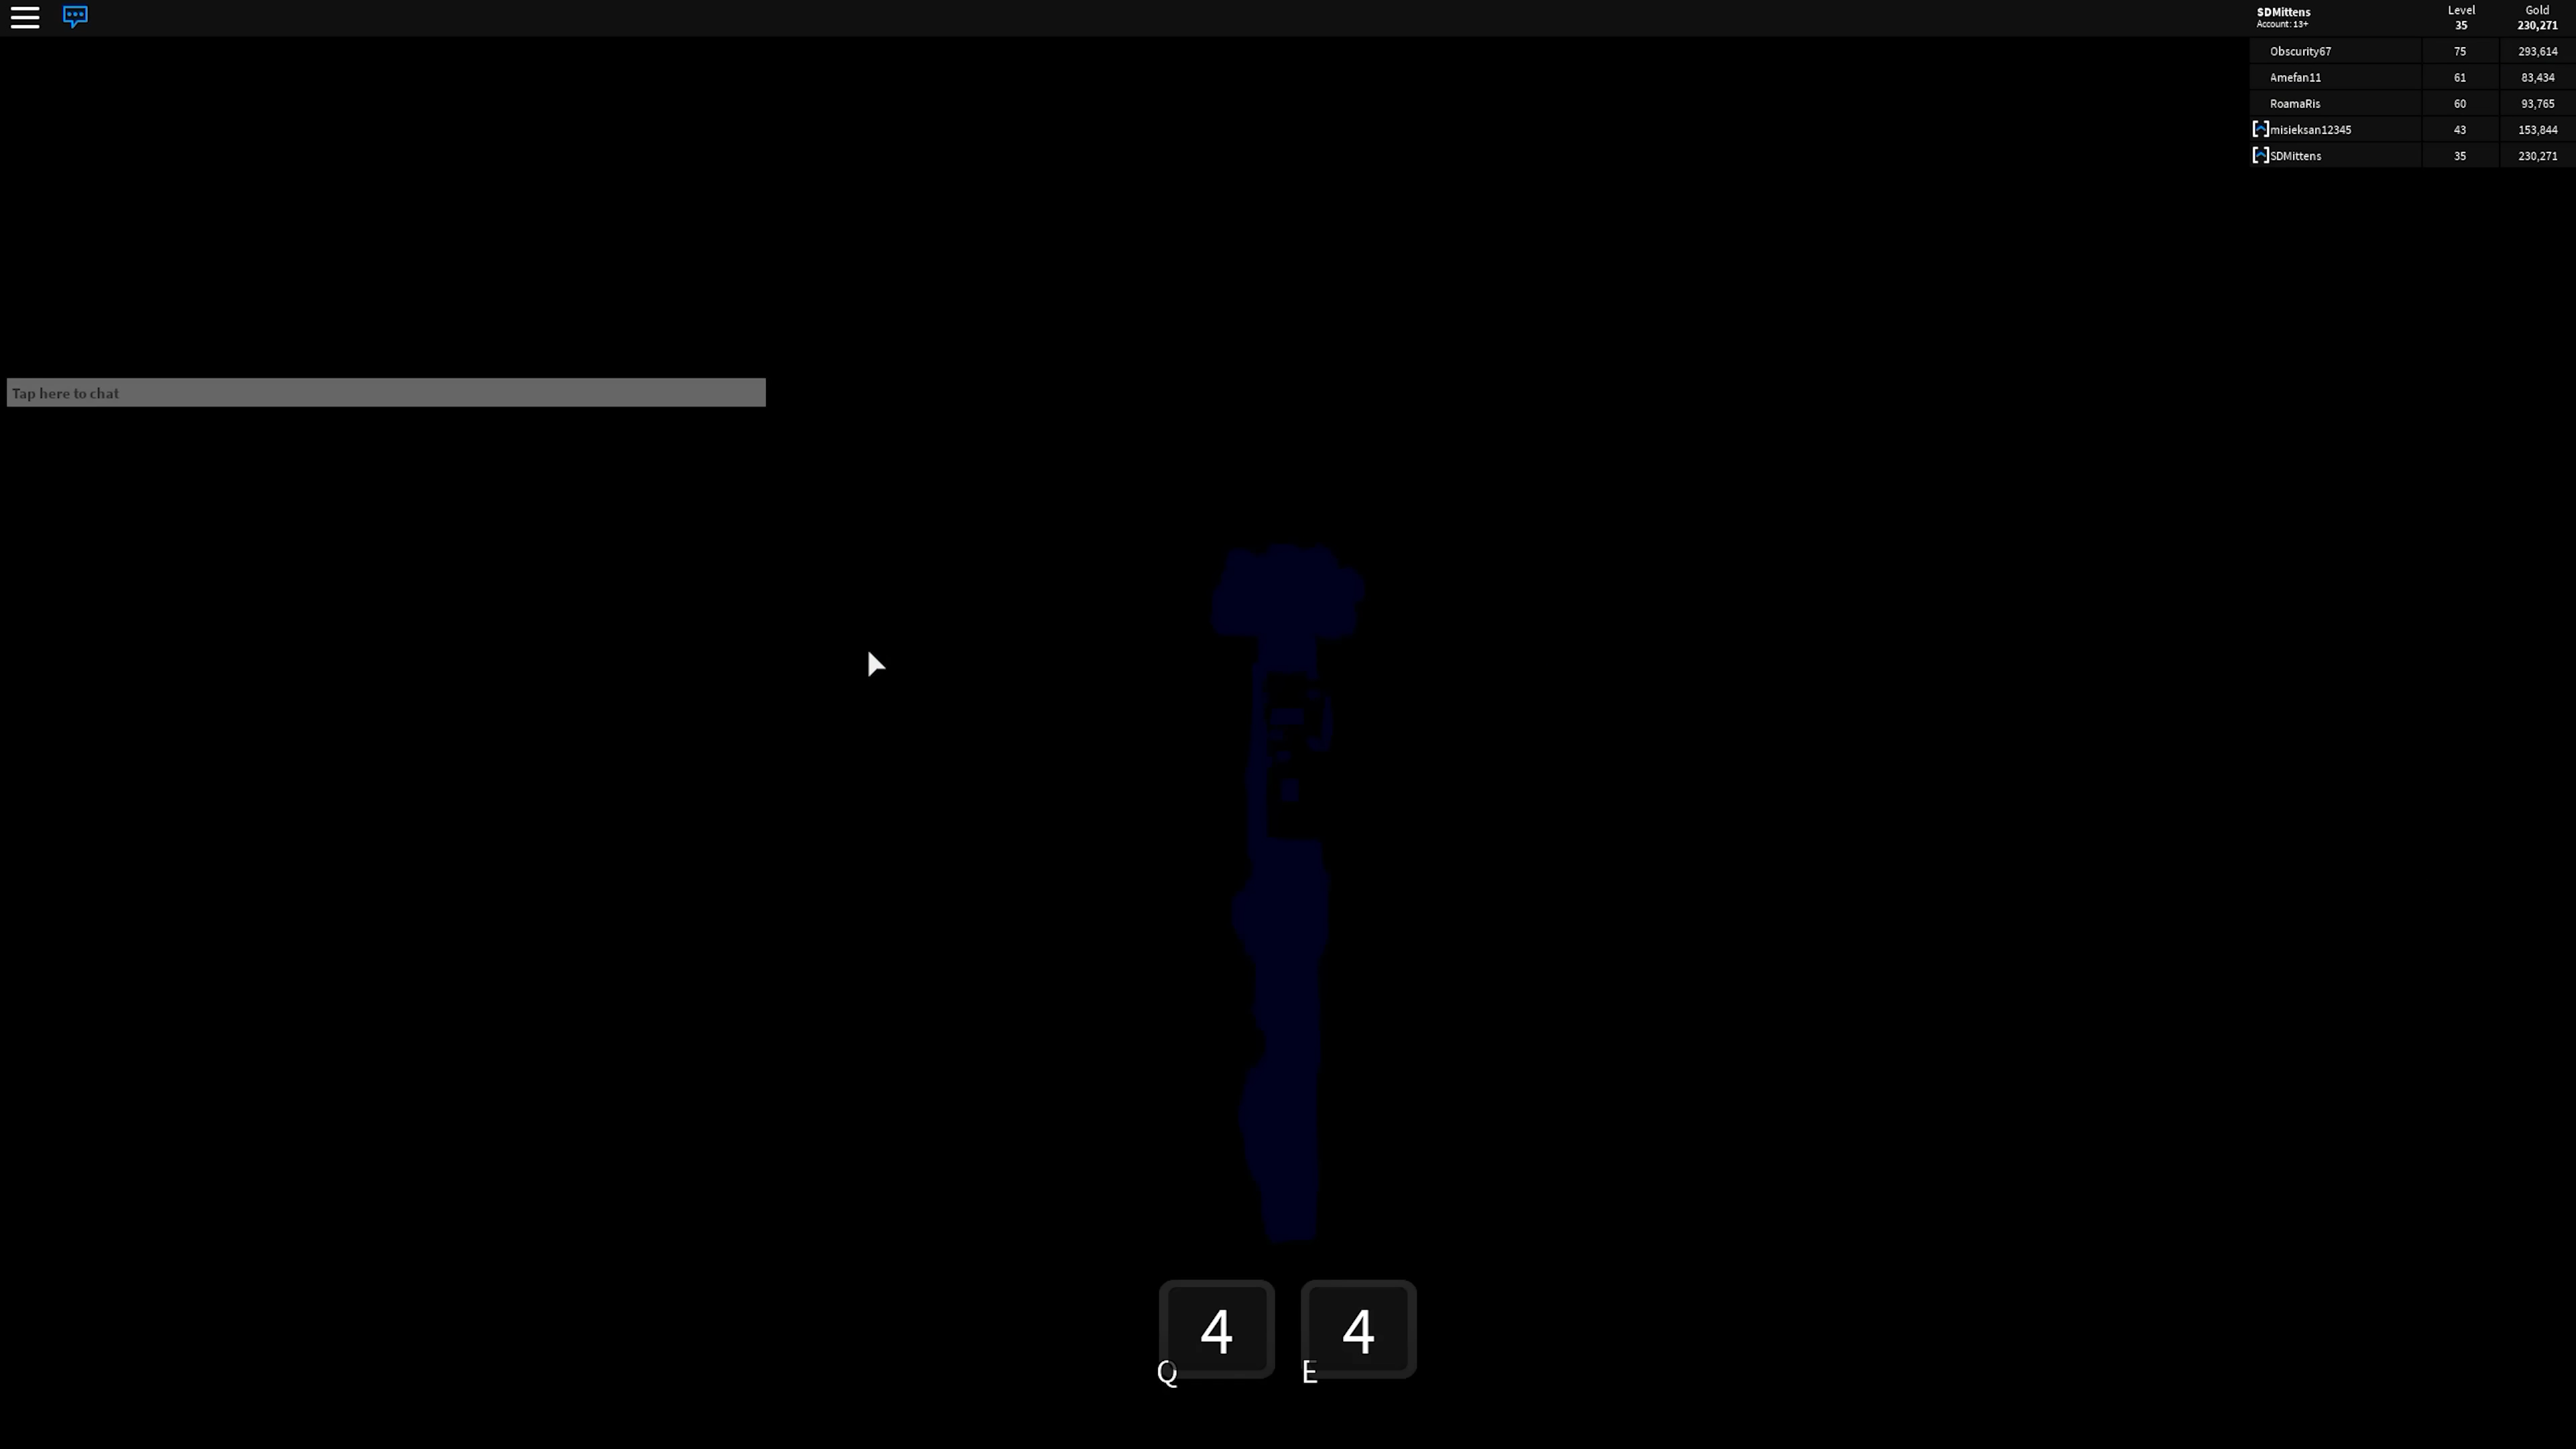 SDMittens Level Gold
Account: 13+ 35 230,271
Obscurity67 75 293,614
Amefan11 61 83,434
RoamaRis 60 93,765
misieksan12345 43 153,844
SDMittens 35 230,271
Tap here to chat
4 4
Q E